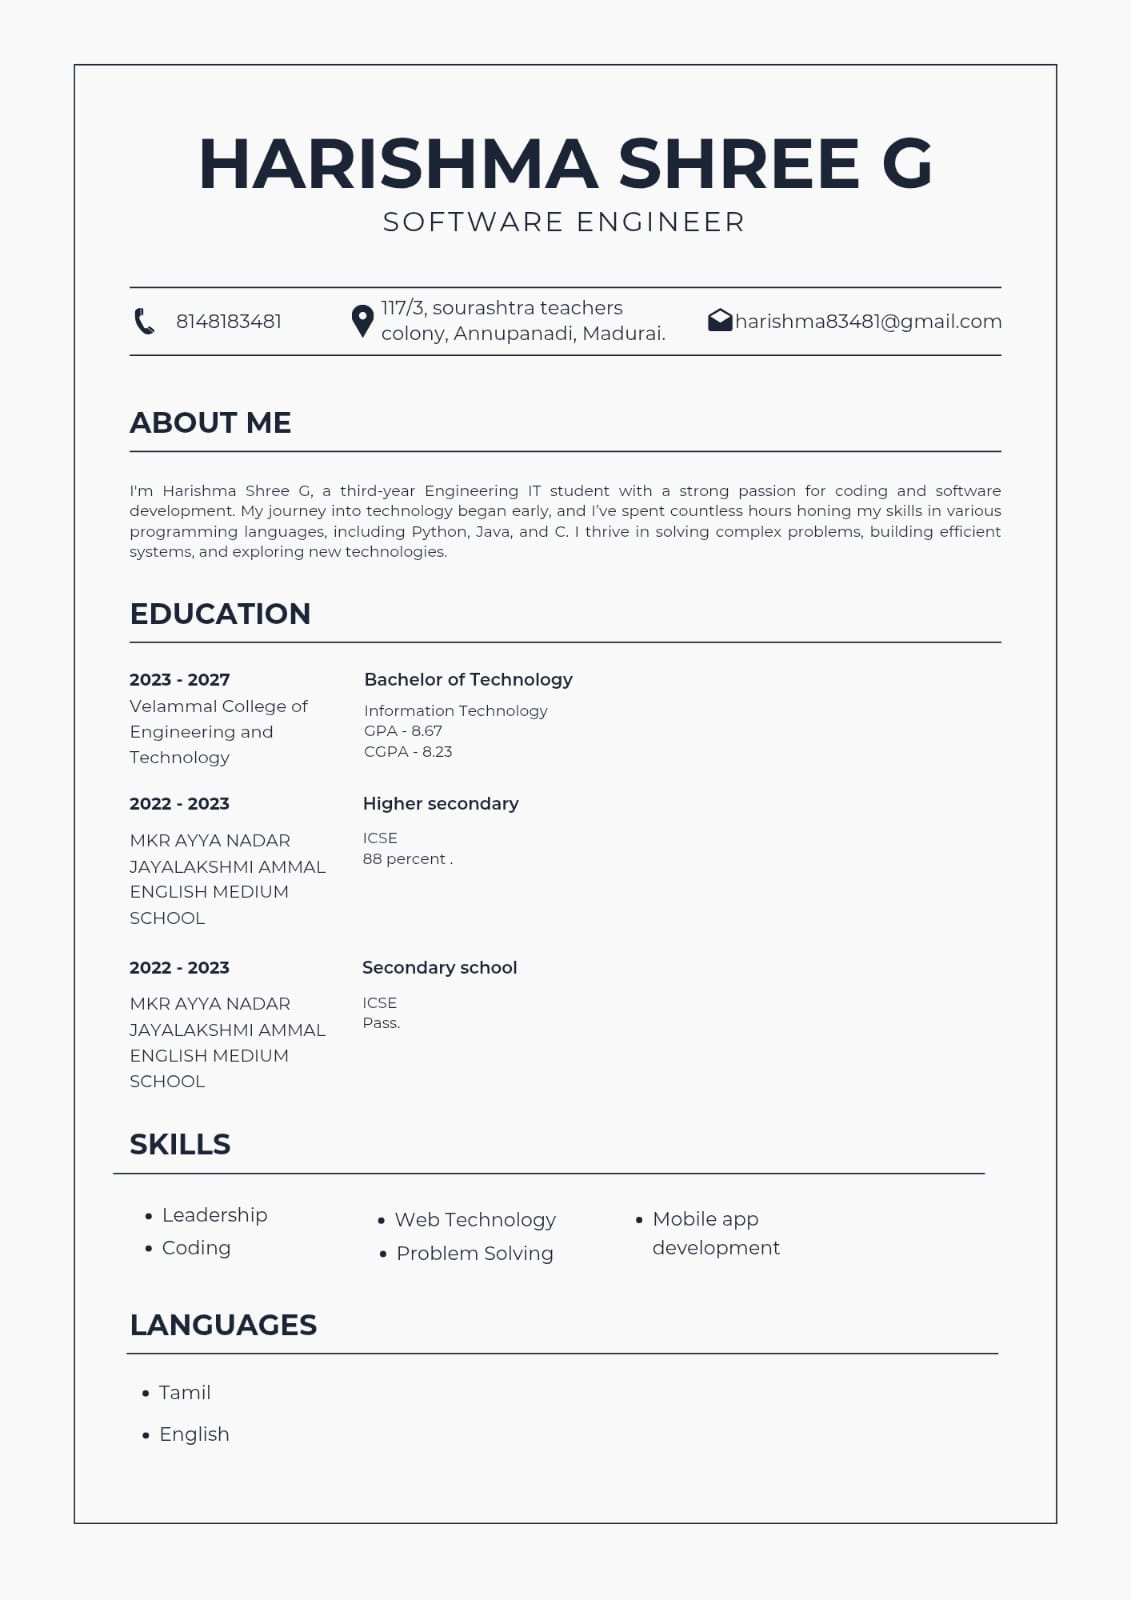 HARISHMA SHREE G
SOFTWARE ENGINEER
8148183481
117/3, sourashtra teachers
colony, Annupanadi, Madurai.
harishma83481@gmail.com
ABOUT ME
I'm Harishma Shree G, a third-year Engineering IT student with a strong passion for coding and software
development. My journey into technology began early, and I've spent countless hours honing my skills in various
programming languages, including Python, Java, and C. I thrive in solving complex problems, building efficient
systems, and exploring new technologies.
EDUCATION
2023 - 2027
Velammal College of
Engineering and
Technology
Bachelor of Technology
Information Technology
GPA - 8.67
CGPA - 8.23
2022 - 2023
MKR AYYA NADAR
JAYALAKSHMI AMMAL
ENGLISH MEDIUM
SCHOOL
Higher secondary
ICSE
88 percent .
2022 - 2023
MKR AYYA NADAR
JAYALAKSHMI AMMAL
ENGLISH MEDIUM
SCHOOL
Secondary school
ICSE
Pass.
SKILLS
• Leadership
• Coding
• Web Technology
• Problem Solving
• Mobile app
development
LANGUAGES
• Tamil
• English